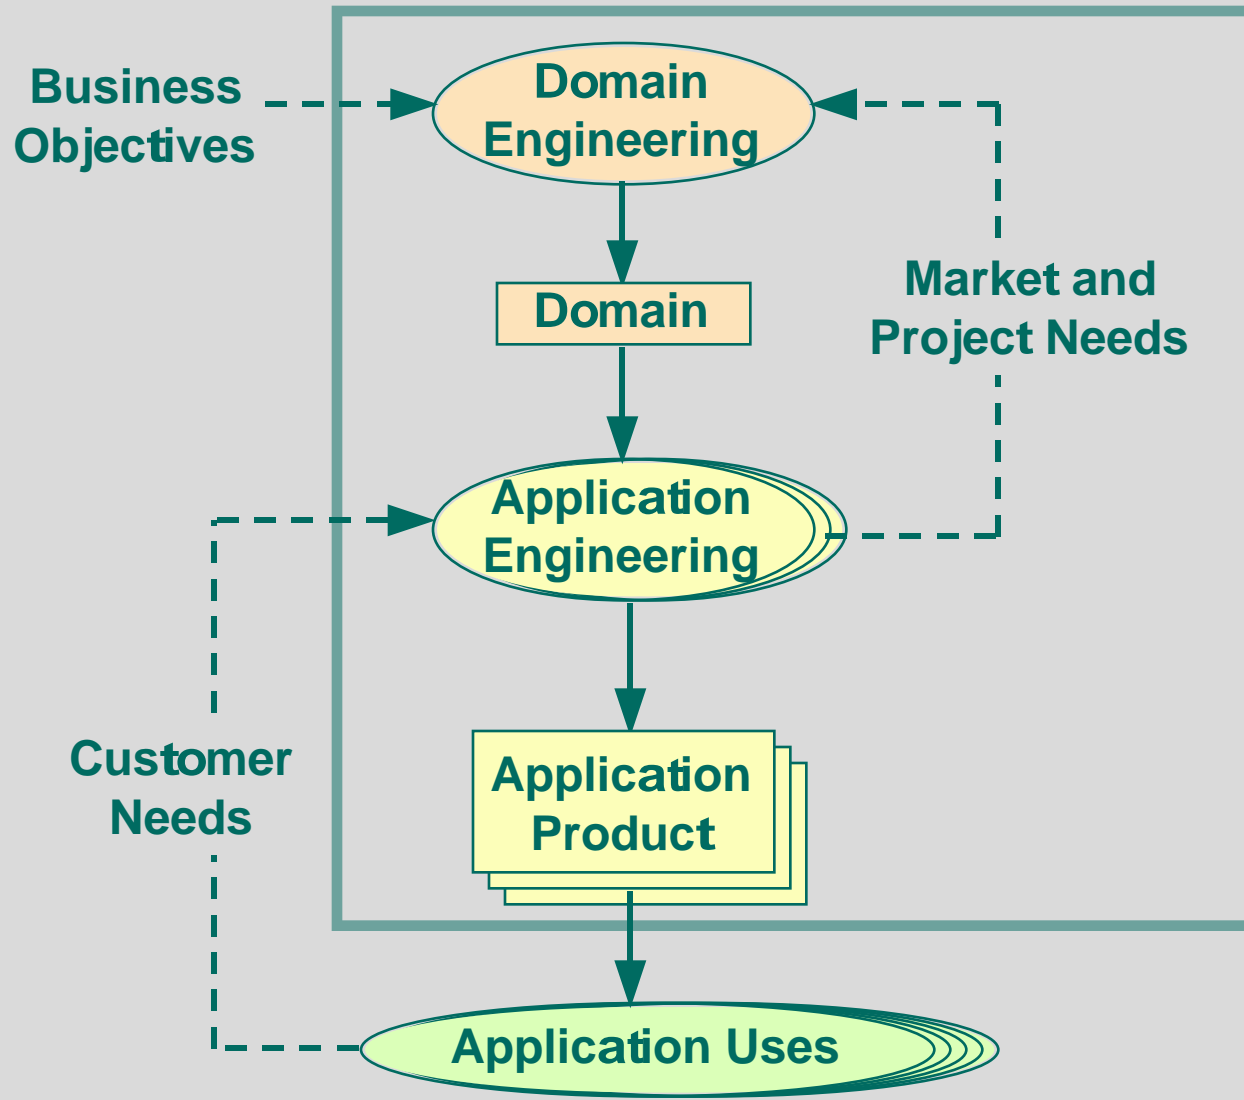 Business
Objectives
Domain
Engineering
Domain
Market and
Project Needs
Application
Engineering
Customer
Needs
Application
Product
Application Uses